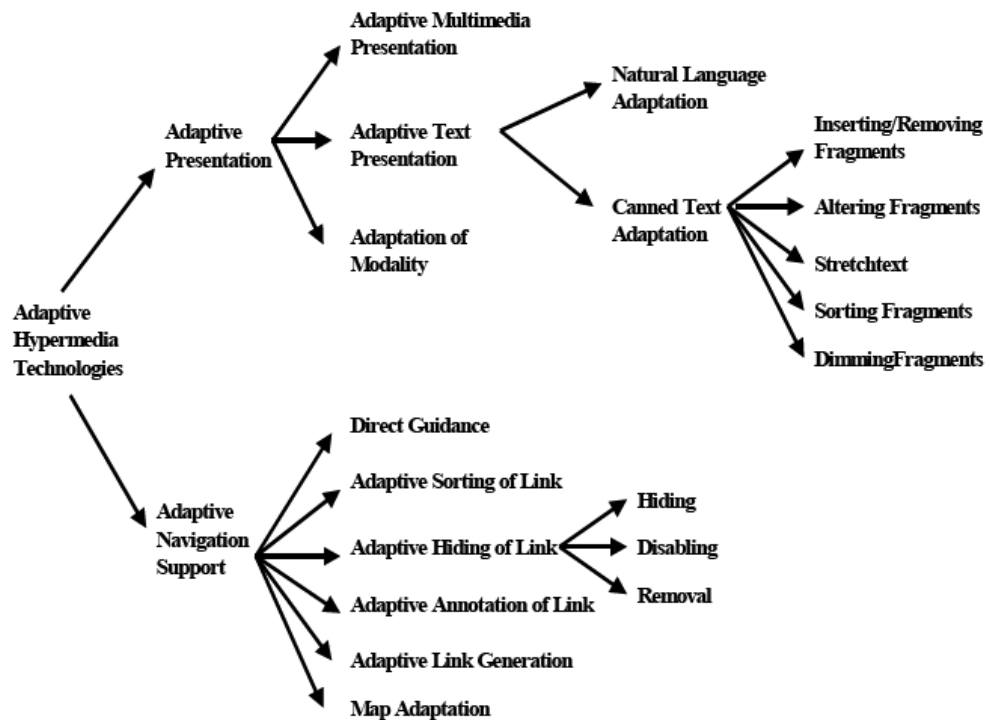 Adaptive Multimedia
Presentation
Natural Language
Adaptation
Adaptive
Presentation
Adaptive Text
Presentation
Inserting/Removing
Fragments
Canned Text
Adaptation
Altering Fragments
Adaptation of
Modality
Stretchtext
Sorting Fragments
DimmingFragments
Adaptive
Hypermedia
Technologies
Direct Guidance
Adaptive Sorting of Link
Hiding
Adaptive
Navigation
Support
Adaptive Hiding of Link
Disabling
Removal
Adaptive Annotation of Link
Adaptive Link Generation
Map Adaptation